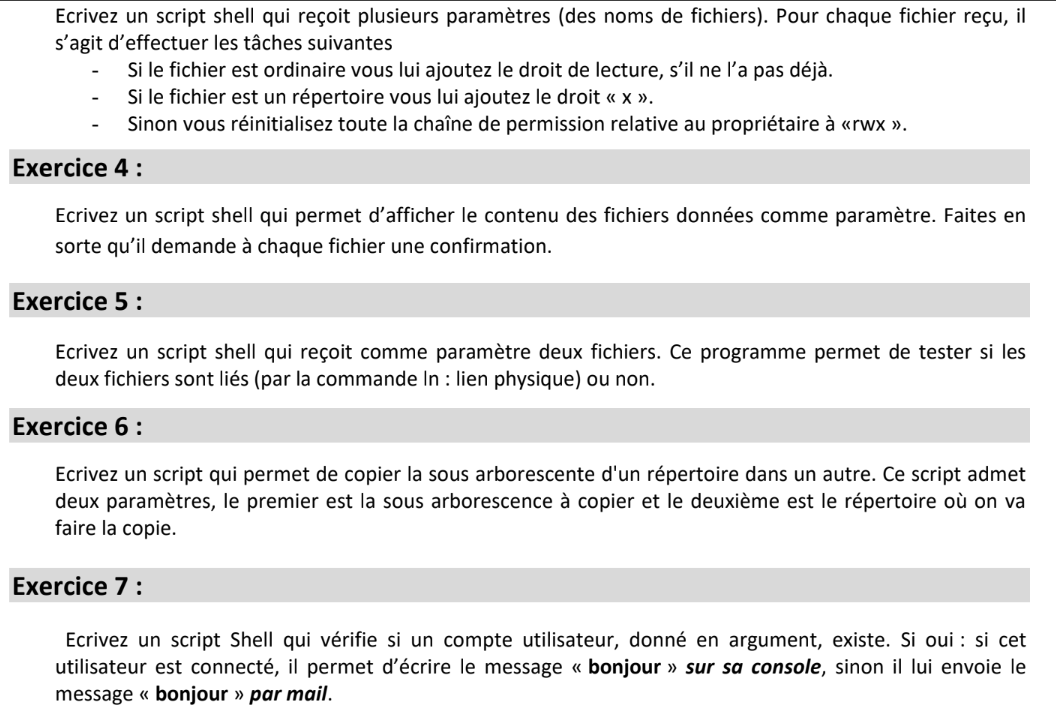 Ecrivez un script shell qui reçoit plusieurs paramètres (des noms de fichiers). Pour chaque fichier reçu, il
s’agit d’effectuer les tâches suivantes
- Si le fichier est ordinaire vous lui ajoutez le droit de lecture, s’il ne l’a pas déjà.
- Si le fichier est un répertoire vous lui ajoutez le droit « x ».
- Sinon vous réinitialisez toute la chaîne de permission relative au propriétaire à «rwx ».
Exercice 4 :
Ecrivez un script shell qui permet d’afficher le contenu des fichiers données comme paramètre. Faites en
sorte qu’il demande à chaque fichier une confirmation.
Exercice 5 :
Ecrivez un script shell qui reçoit comme paramètre deux fichiers. Ce programme permet de tester si les
deux fichiers sont liés (par la commande ln : lien physique) ou non.
Exercice 6 :
Ecrivez un script qui permet de copier la sous arborescente d'un répertoire dans un autre. Ce script admet
deux paramètres, le premier est la sous arborescence à copier et le deuxième est le répertoire où on va
faire la copie.
Exercice 7 :
Ecrivez un script Shell qui vérifie si un compte utilisateur, donné en argument, existe. Si oui : si cet
utilisateur est connecté, il permet d’écrire le message « bonjour » sur sa console, sinon il lui envoie le
message « bonjour » par mail.